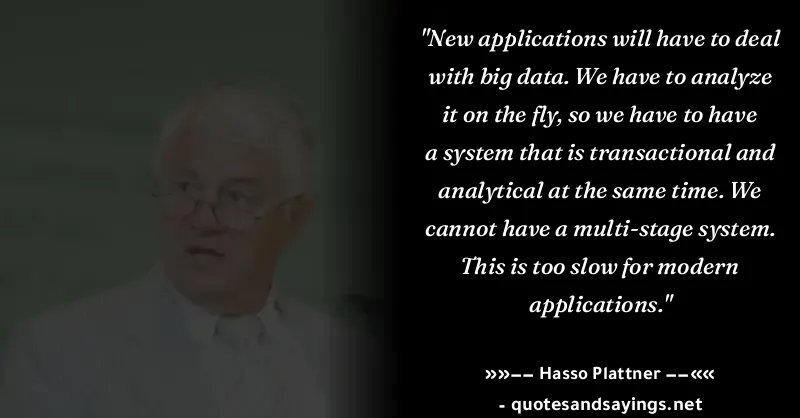 "New applications will have to deal
with big data. We have to analyze
it on the fly, so we have to have
a system that is transactional and
analytical at the same time. We
cannot have a multi-stage system.
This is too slow for modern
applications."
»»–– Hasso Plattner ––««
- quotesandsayings.net